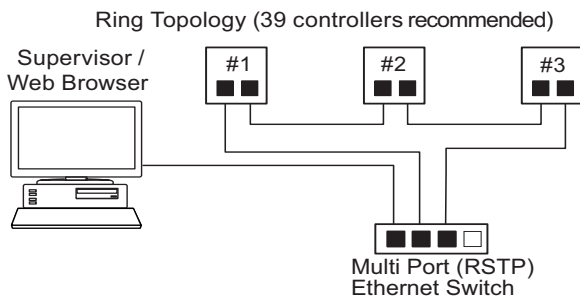 Ring Topology (39 controllers recommended)
Supervisor /
Web Browser
#1
#2
#3
Multi Port (RSTP)
Ethernet Switch